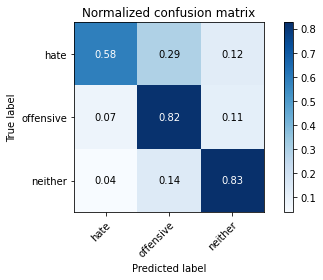 Normalized confusion matrix
True label
hate 0.58 0.29 0.12
offensive 0.07 0.82 0.11
neither 0.04 0.14 0.83
hate offensive neither
Predicted label
0.8
0.7
0.6
0.5
0.4
0.3
0.2
0.1